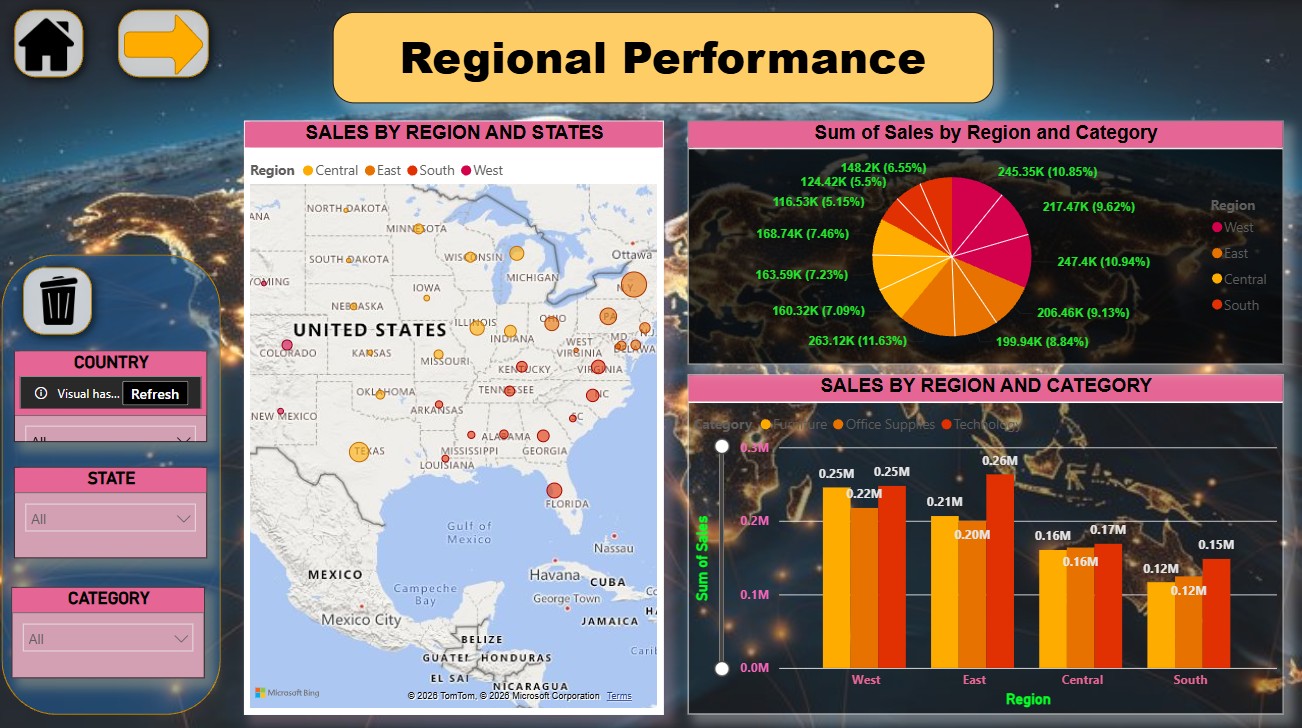 Regional Performance
SALES BY REGION AND STATES
Region Central East South West
NORTH DAKOTA
MINNESOTA
SOUTH DAKOTA
WISCONSIN
MICHIGAN
Ottawa
IOWA
NEBRASKA
UNITED STATES
ILLINOIS
INDIANA
OHIO
PA
MD
WEST VIRGINIA
COLORADO
KANSAS
MISSOURI
KENTUCKY
VIRGINIA
OKLAHOMA
TENNESSEE
NC
NEW MEXICO
ARKANSAS
SC
TEXAS
ALABAMA
MISSISSIPPI
GEORGIA
LOUISIANA
FLORIDA
Gulf of
Mexico
Nassau
MEXICO
Havana
CUBA
Campeche
Bay
George Town
Mexico City
JAMAICA
BELIZE
HONDURAS
NICARAGUA
Microsoft Bing
© 2026 TomTom, © 2026 Microsoft Corporation Terms
COUNTRY
Visual has... Refresh
STATE
All
CATEGORY
All
Sum of Sales by Region and Category
148.2K (6.55%)
124.42K (5.5%)
116.53K (5.15%)
168.74K (7.46%)
163.59K (7.23%)
160.32K (7.09%)
263.12K (11.63%)
245.35K (10.85%)
217.47K (9.62%)
247.4K (10.94%)
206.46K (9.13%)
199.94K (8.84%)
Region
West
East
Central
South
SALES BY REGION AND CATEGORY
Category Furniture Office Supplies Technology
Sum of Sales
0.3M
0.2M
0.1M
0.0M
0.25M
0.22M
0.25M
0.21M
0.20M
0.26M
0.16M
0.16M
0.17M
0.12M
0.12M
0.15M
West East Central South
Region